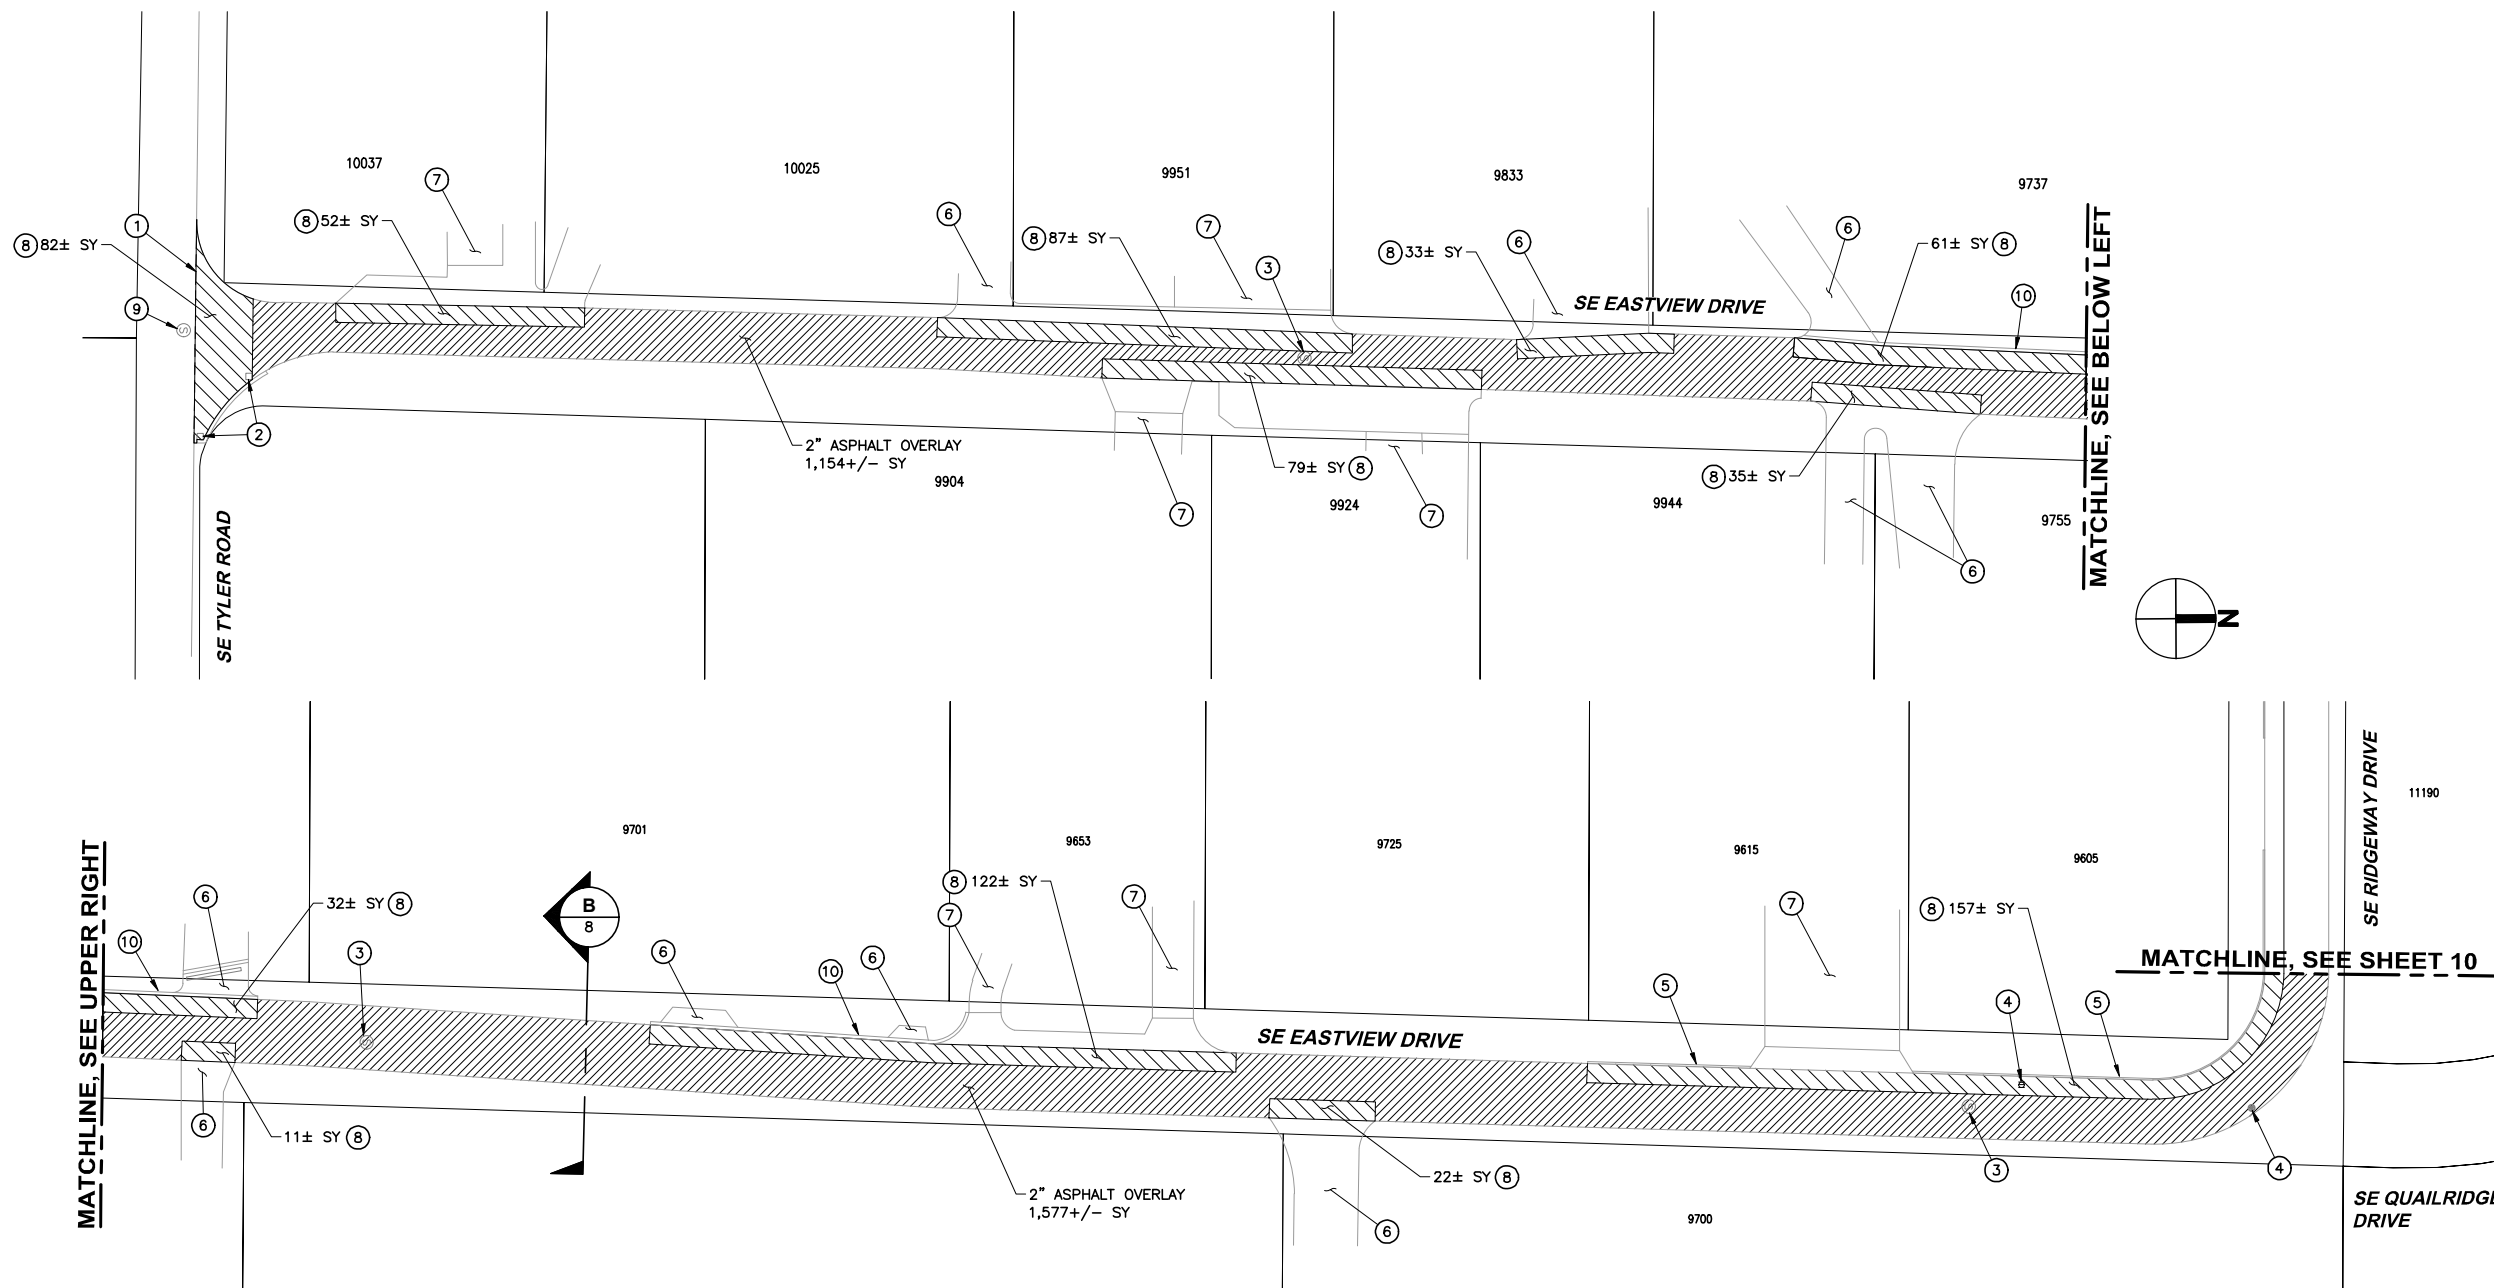 10037
7
10025
9951
9833
9737
8 52± SY
6
8 87± SY
7
3
8 33± SY
6
6
61± SY 8
1
8 82± SY
9
10
SE EASTVIEW DRIVE
MATCHLINE, SEE BELOW LEFT
2
2" ASPHALT OVERLAY
1,154+/- SY
9904
7
79± SY 8
9924
7
9944
8 35± SY
6
9755
SE TYLER ROAD
N
MATCHLINE, SEE UPPER RIGHT
10
6
32± SY 8
3
9701
B
8
6
10
6
8 122± SY
7
9653
7
9725
SE EASTVIEW DRIVE
5
9615
7
9605
8 157± SY
4
5
SE RIDGEWAY DRIVE
11190
MATCHLINE, SEE SHEET 10
6
11± SY 8
2" ASPHALT OVERLAY
1,577+/- SY
22± SY 8
6
9700
3
4
SE QUAILRIDGE
DRIVE
S
S
S
S